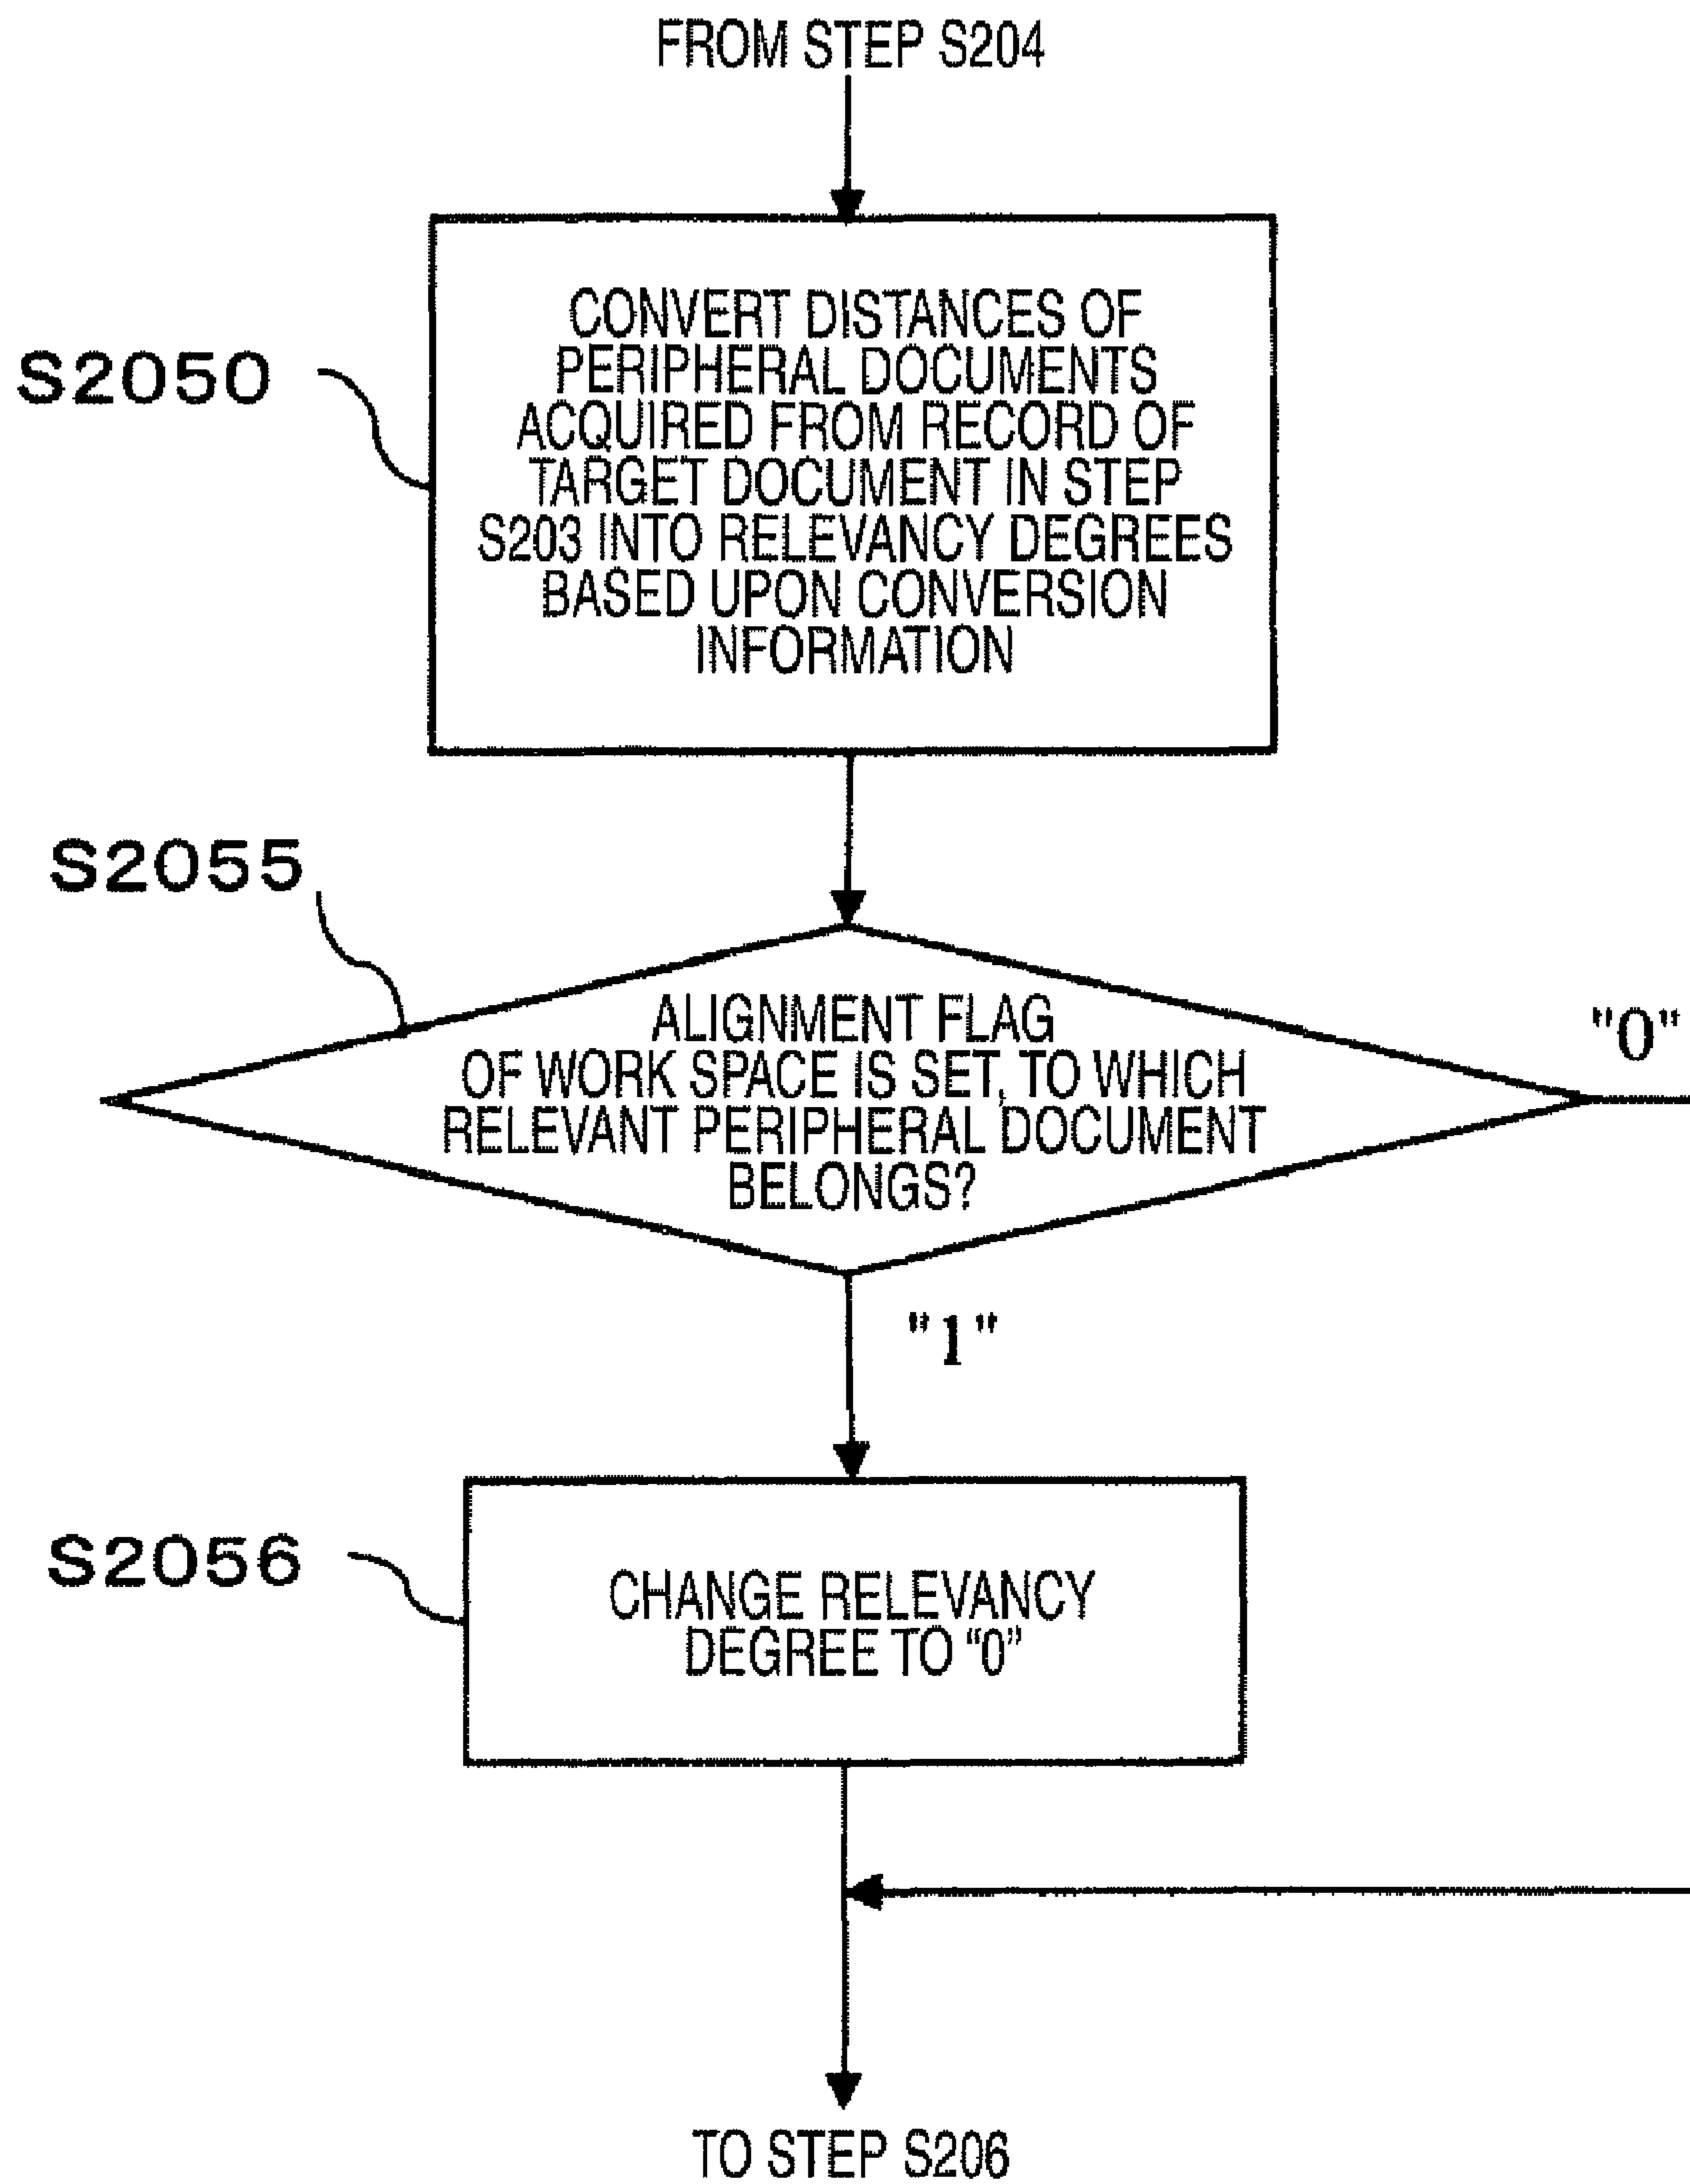 FROM STEP S204
S2050
CONVERT DISTANCES OF
PERIPHERAL DOCUMENTS
ACQUIRED FROM RECORD OF
TARGET DOCUMENT IN STEP
S203 INTO RELEVANCY DEGREES
BASED UPON CONVERSION
INFORMATION
S2055
ALIGNMENT FLAG
OF WORK SPACE IS SET, TO WHICH
RELEVANT PERIPHERAL DOCUMENT
BELONGS?
"0"
"1"
S2056
CHANGE RELEVANCY
DEGREE TO “0”
TO STEP S206